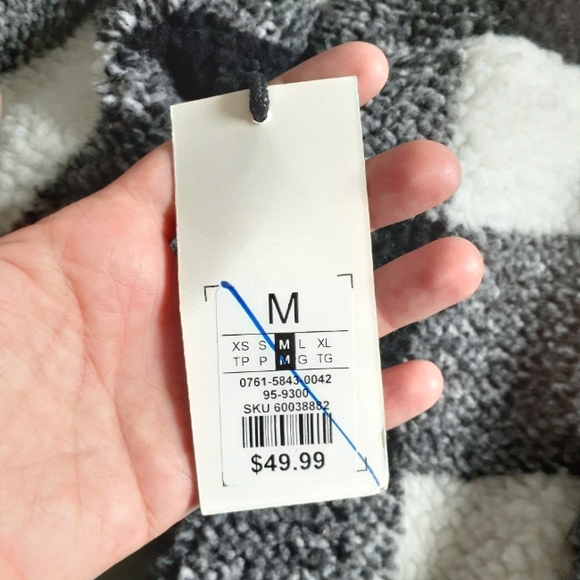 M
XS S M L XL
TP P M G TG
0761-5843-0042
95-9300
SKU 60038882
$49.99